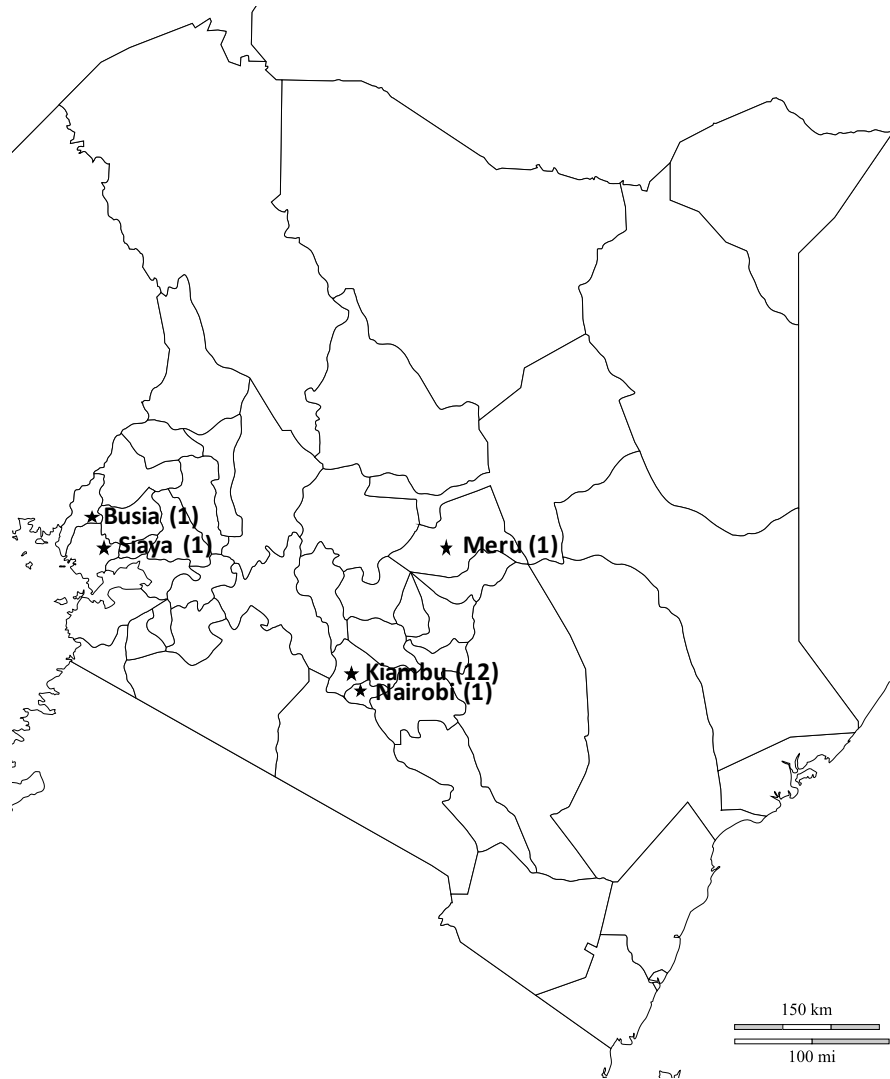 Busia (1)
Siaya (1)
Meru (1)
Kiambu (12)
Nairobi (1)
150 km
100 mi